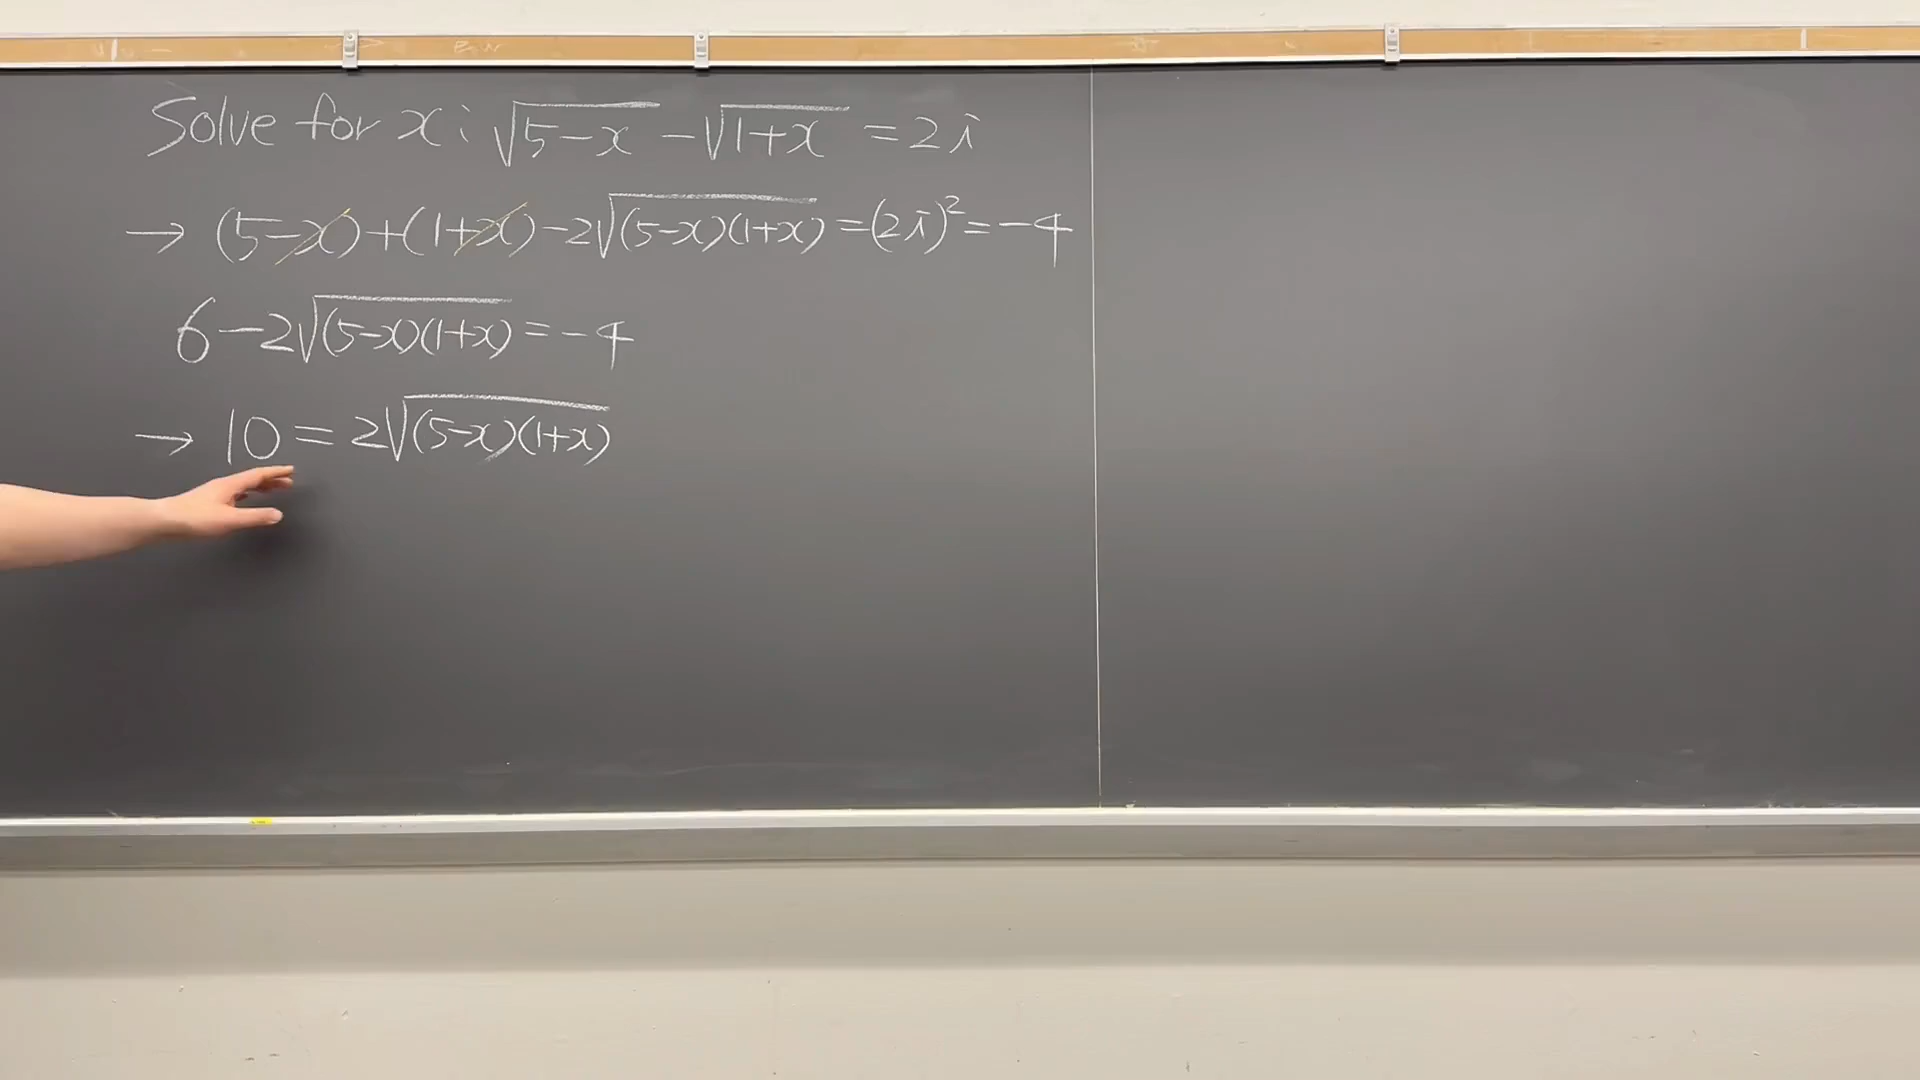 Solve for x: √(5-x) - √(1+x) = 2i
→ (5-x)+(1+x)-2√((5-x)(1+x)) = (2i)² = -4
6-2√((5-x)(1+x)) = -4
→ 10 = 2√((5-x)(1+x))